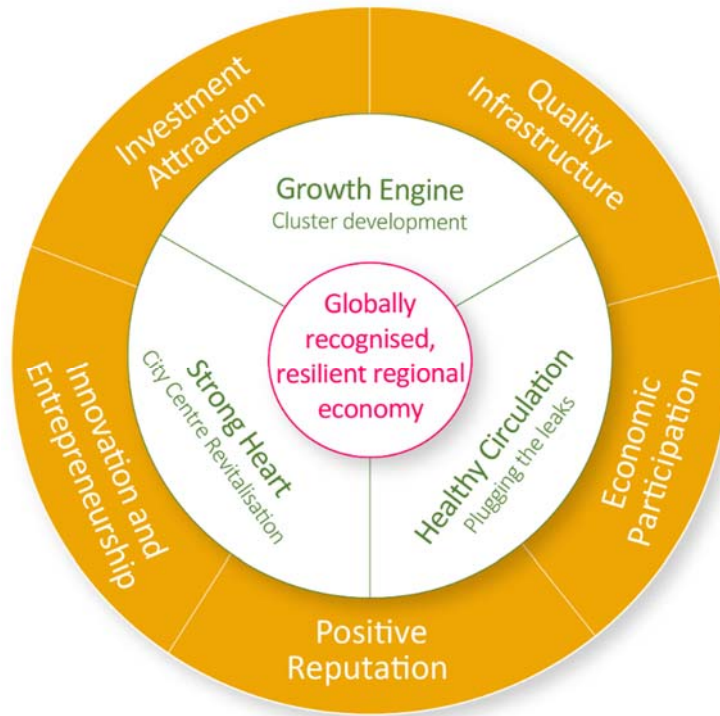 Investment
Attraction
Quality
Infrastructure
Growth Engine
Cluster development
Globally
recognised,
resilient regional
economy
Strong Heart
City Centre Revitalisation
Healthy Circulation
Plugging the leaks
Innovation and
Entrepreneurship
Economic
Participation
Positive
Reputation